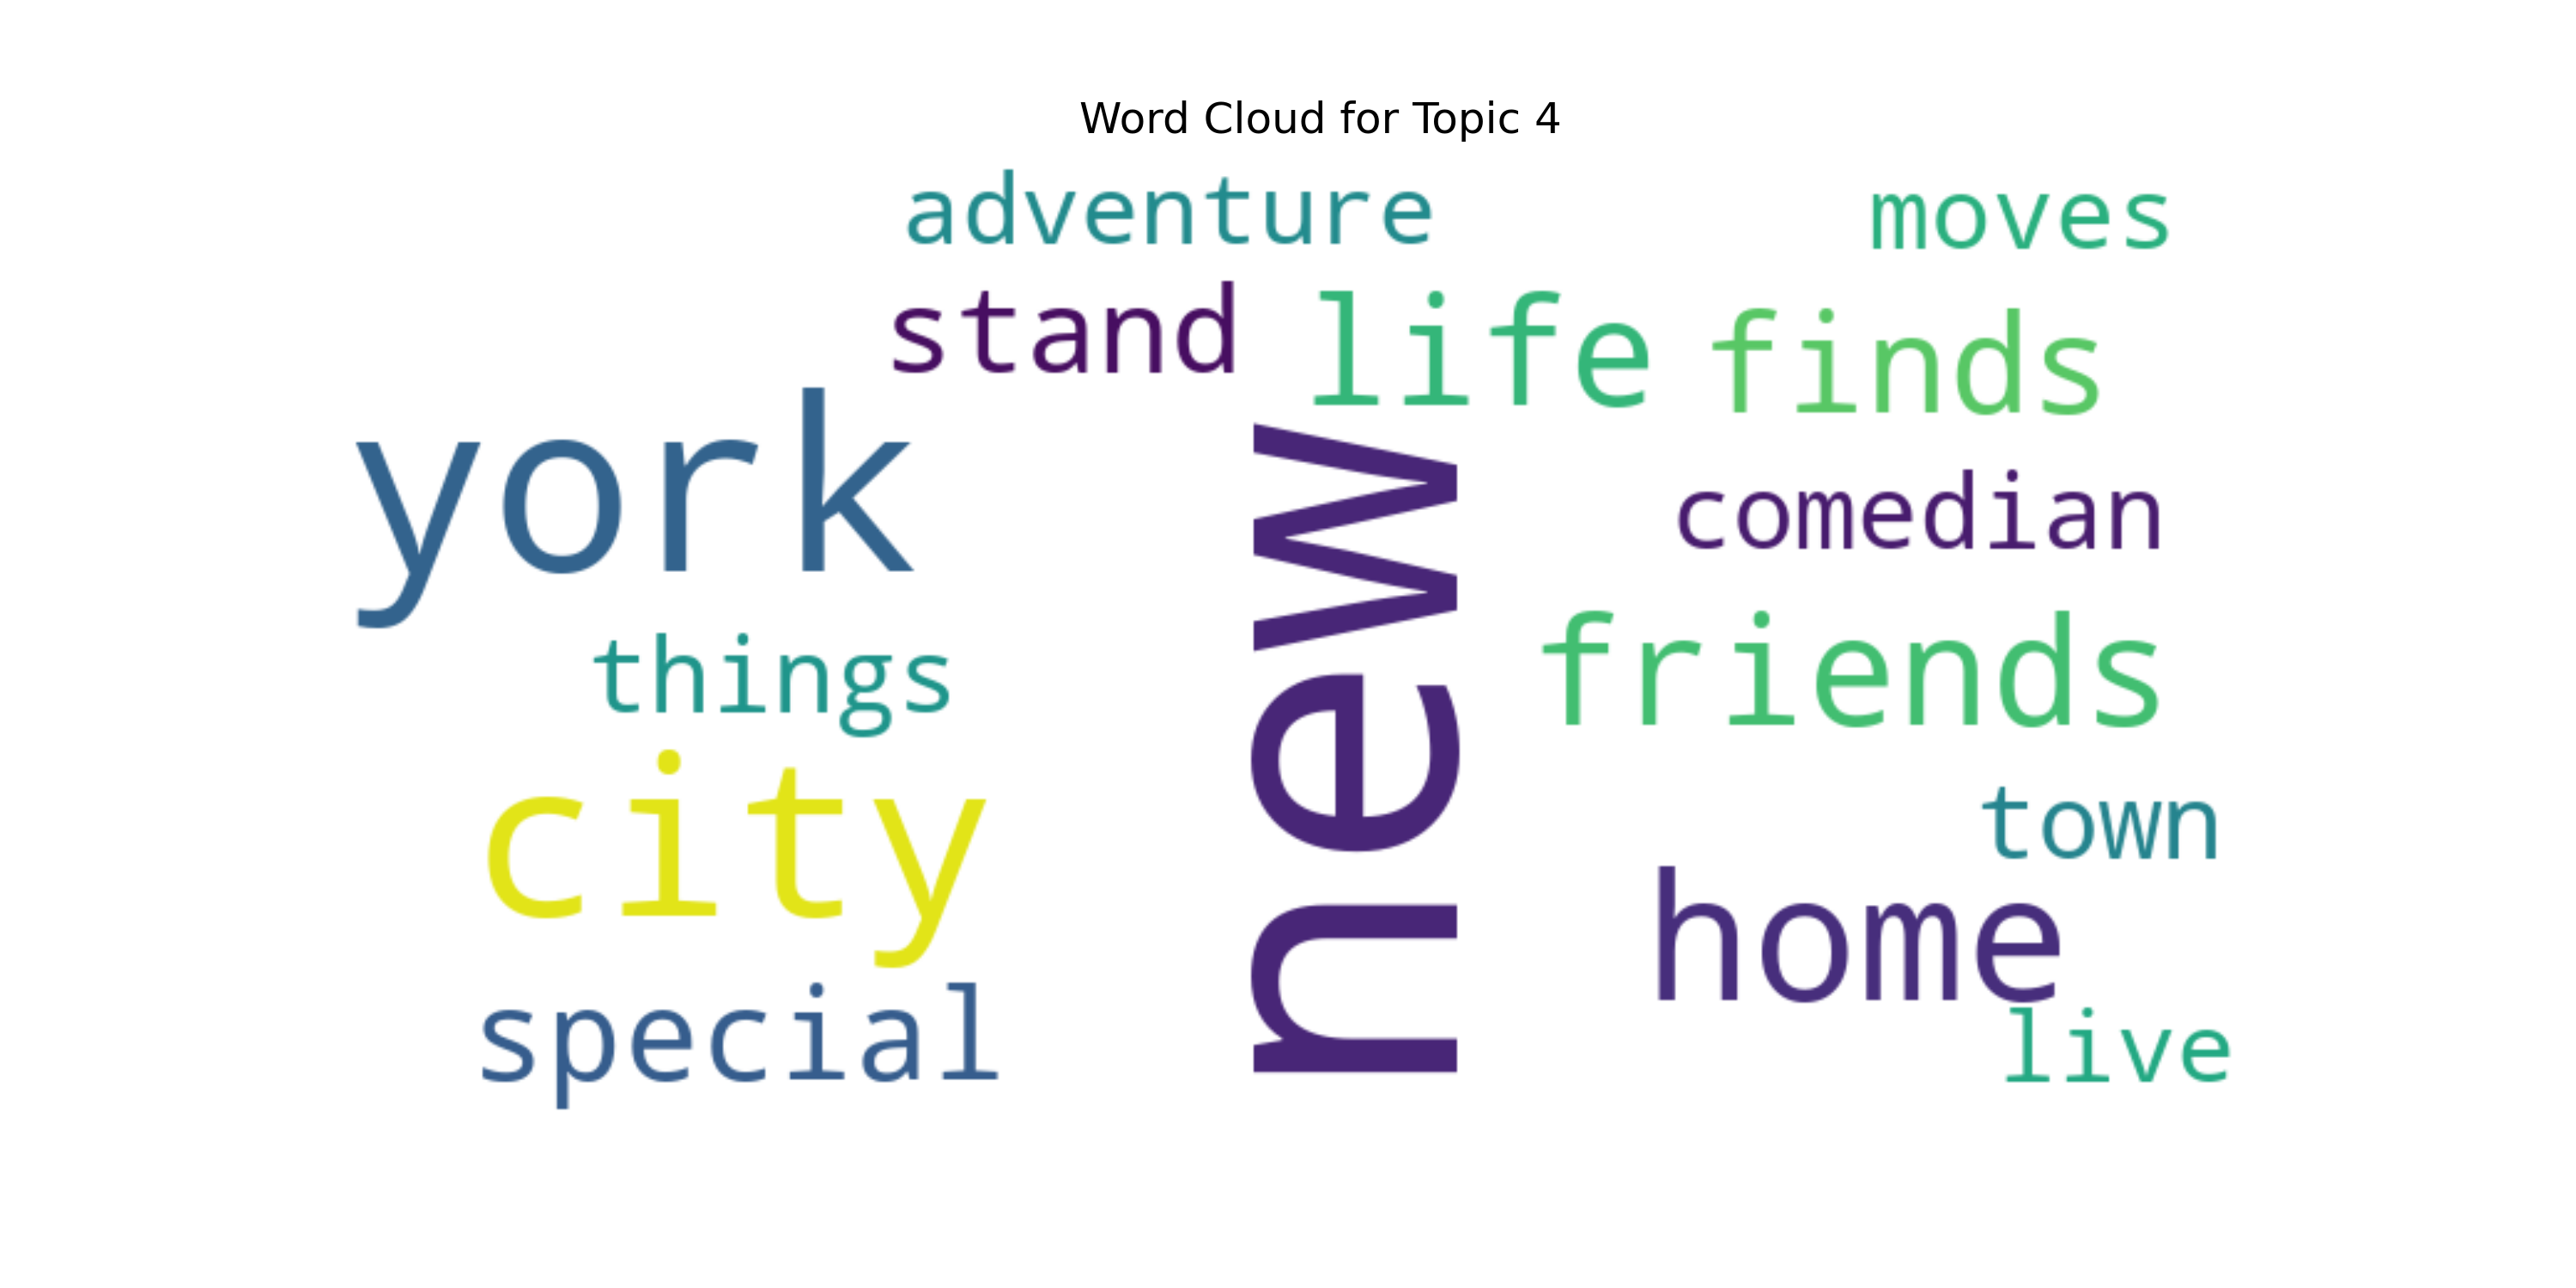 Word Cloud for Topic 4
adventure
moves
stand
life
finds
york
new
comedian
things
friends
city
town
home
special
live